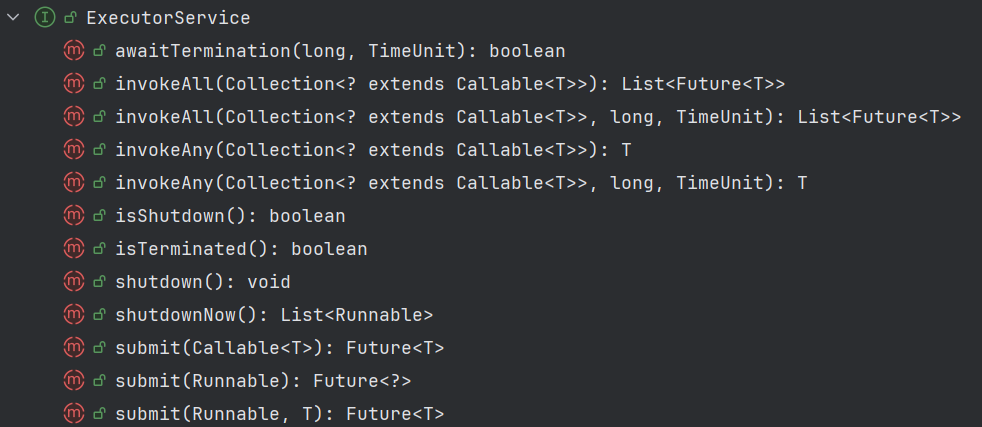 ExecutorService
awaitTermination(long, TimeUnit): boolean
invokeAll(Collection<? extends Callable<T>>): List<Future<T>>
invokeAll(Collection<? extends Callable<T>>, long, TimeUnit): List<Future<T>>
invokeAny(Collection<? extends Callable<T>>): T
invokeAny(Collection<? extends Callable<T>>, long, TimeUnit): T
isShutdown(): boolean
isTerminated(): boolean
shutdown(): void
shutdownNow(): List<Runnable>
submit(Callable<T>): Future<T>
submit(Runnable): Future<?>
submit(Runnable, T): Future<T>